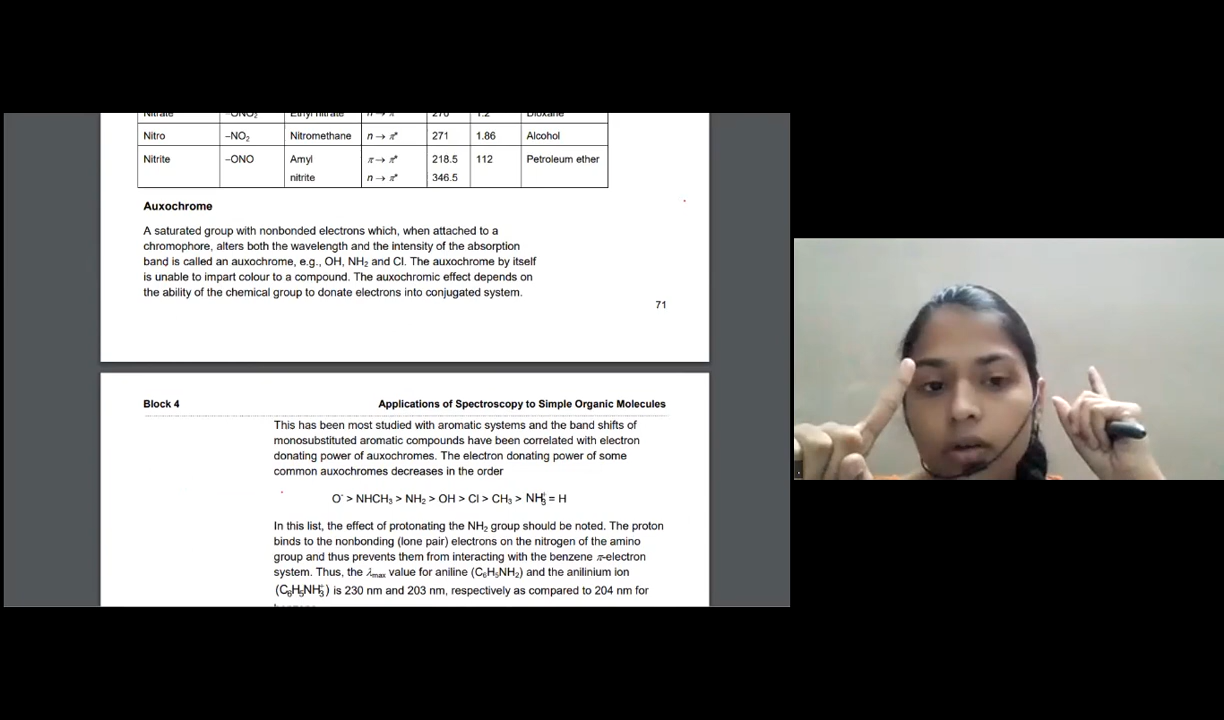 Nitrate –ONO₂ Ethyl nitrate n → π* 270 1.2 Dioxane
Nitro –NO₂ Nitromethane n → π* 271 1.86 Alcohol
Nitrite –ONO Amyl π → π* 218.5 112 Petroleum ether
nitrite n → π* 346.5
Auxochrome
A saturated group with nonbonded electrons which, when attached to a
chromophore, alters both the wavelength and the intensity of the absorption
band is called an auxochrome, e.g., OH, NH₂ and Cl. The auxochrome by itself
is unable to impart colour to a compound. The auxochromic effect depends on
the ability of the chemical group to donate electrons into conjugated system.
71
Block 4 Applications of Spectroscopy to Simple Organic Molecules
This has been most studied with aromatic systems and the band shifts of
monosubstituted aromatic compounds have been correlated with electron
donating power of auxochromes. The electron donating power of some
common auxochromes decreases in the order
O⁻ > NHCH₃ > NH₂ > OH > Cl > CH₃ > NH₃⁺ = H
In this list, the effect of protonating the NH₂ group should be noted. The proton
binds to the nonbonding (lone pair) electrons on the nitrogen of the amino
group and thus prevents them from interacting with the benzene π-electron
system. Thus, the λmax value for aniline (C₆H₅NH₂) and the anilinium ion
(C₆H₅NH₃⁺) is 230 nm and 203 nm, respectively as compared to 204 nm for